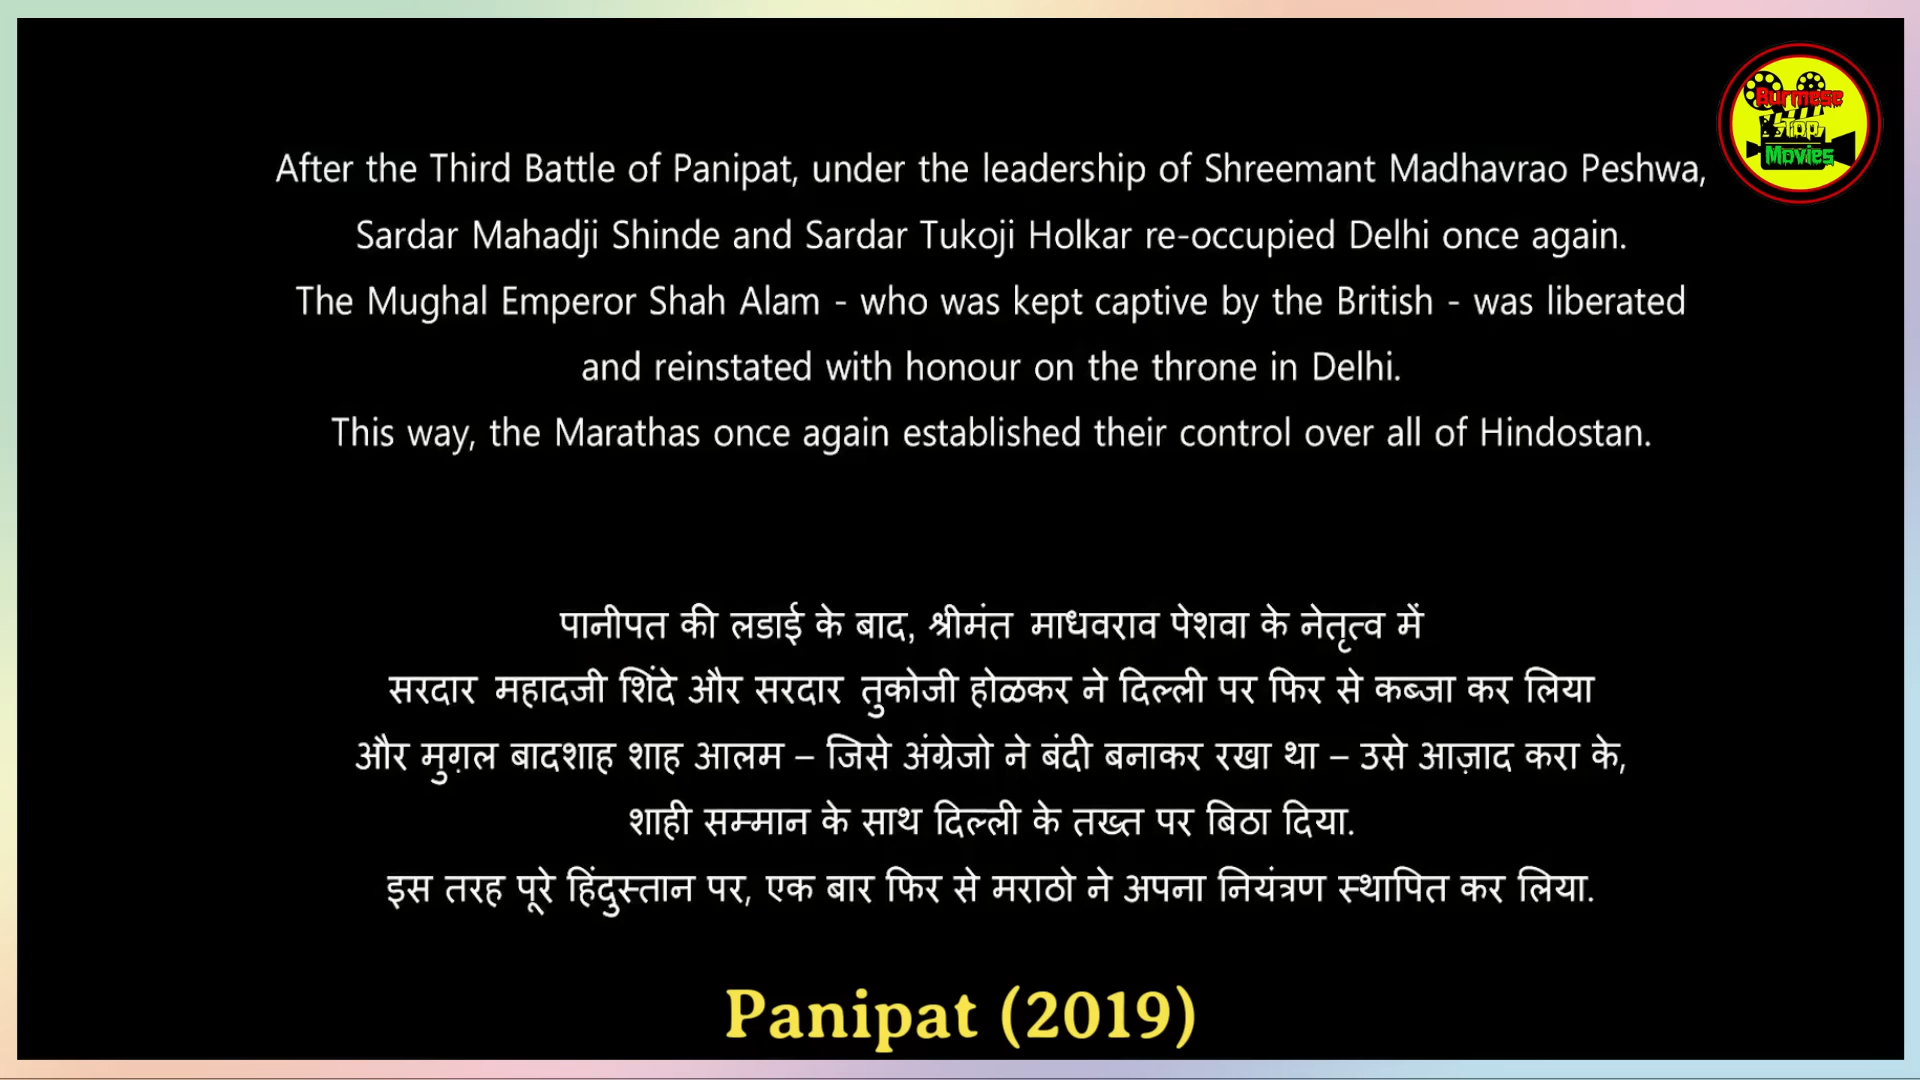 Burmese
Top
Movies
After the Third Battle of Panipat, under the leadership of Shreemant Madhavrao Peshwa,
Sardar Mahadji Shinde and Sardar Tukoji Holkar re-occupied Delhi once again.
The Mughal Emperor Shah Alam - who was kept captive by the British - was liberated
and reinstated with honour on the throne in Delhi.
This way, the Marathas once again established their control over all of Hindostan.
पानीपत की लडाई के बाद, श्रीमंत माधवराव पेशवा के नेतृत्व में
सरदार महादजी शिंदे और सरदार तुकोजी होळकर ने दिल्ली पर फिर से कब्जा कर लिया
और मुग़ल बादशाह शाह आलम – जिसे अंग्रेजो ने बंदी बनाकर रखा था – उसे आज़ाद करा के,
शाही सम्मान के साथ दिल्ली के तख्त पर बिठा दिया.
इस तरह पूरे हिंदुस्तान पर, एक बार फिर से मराठो ने अपना नियंत्रण स्थापित कर लिया.
Panipat (2019)